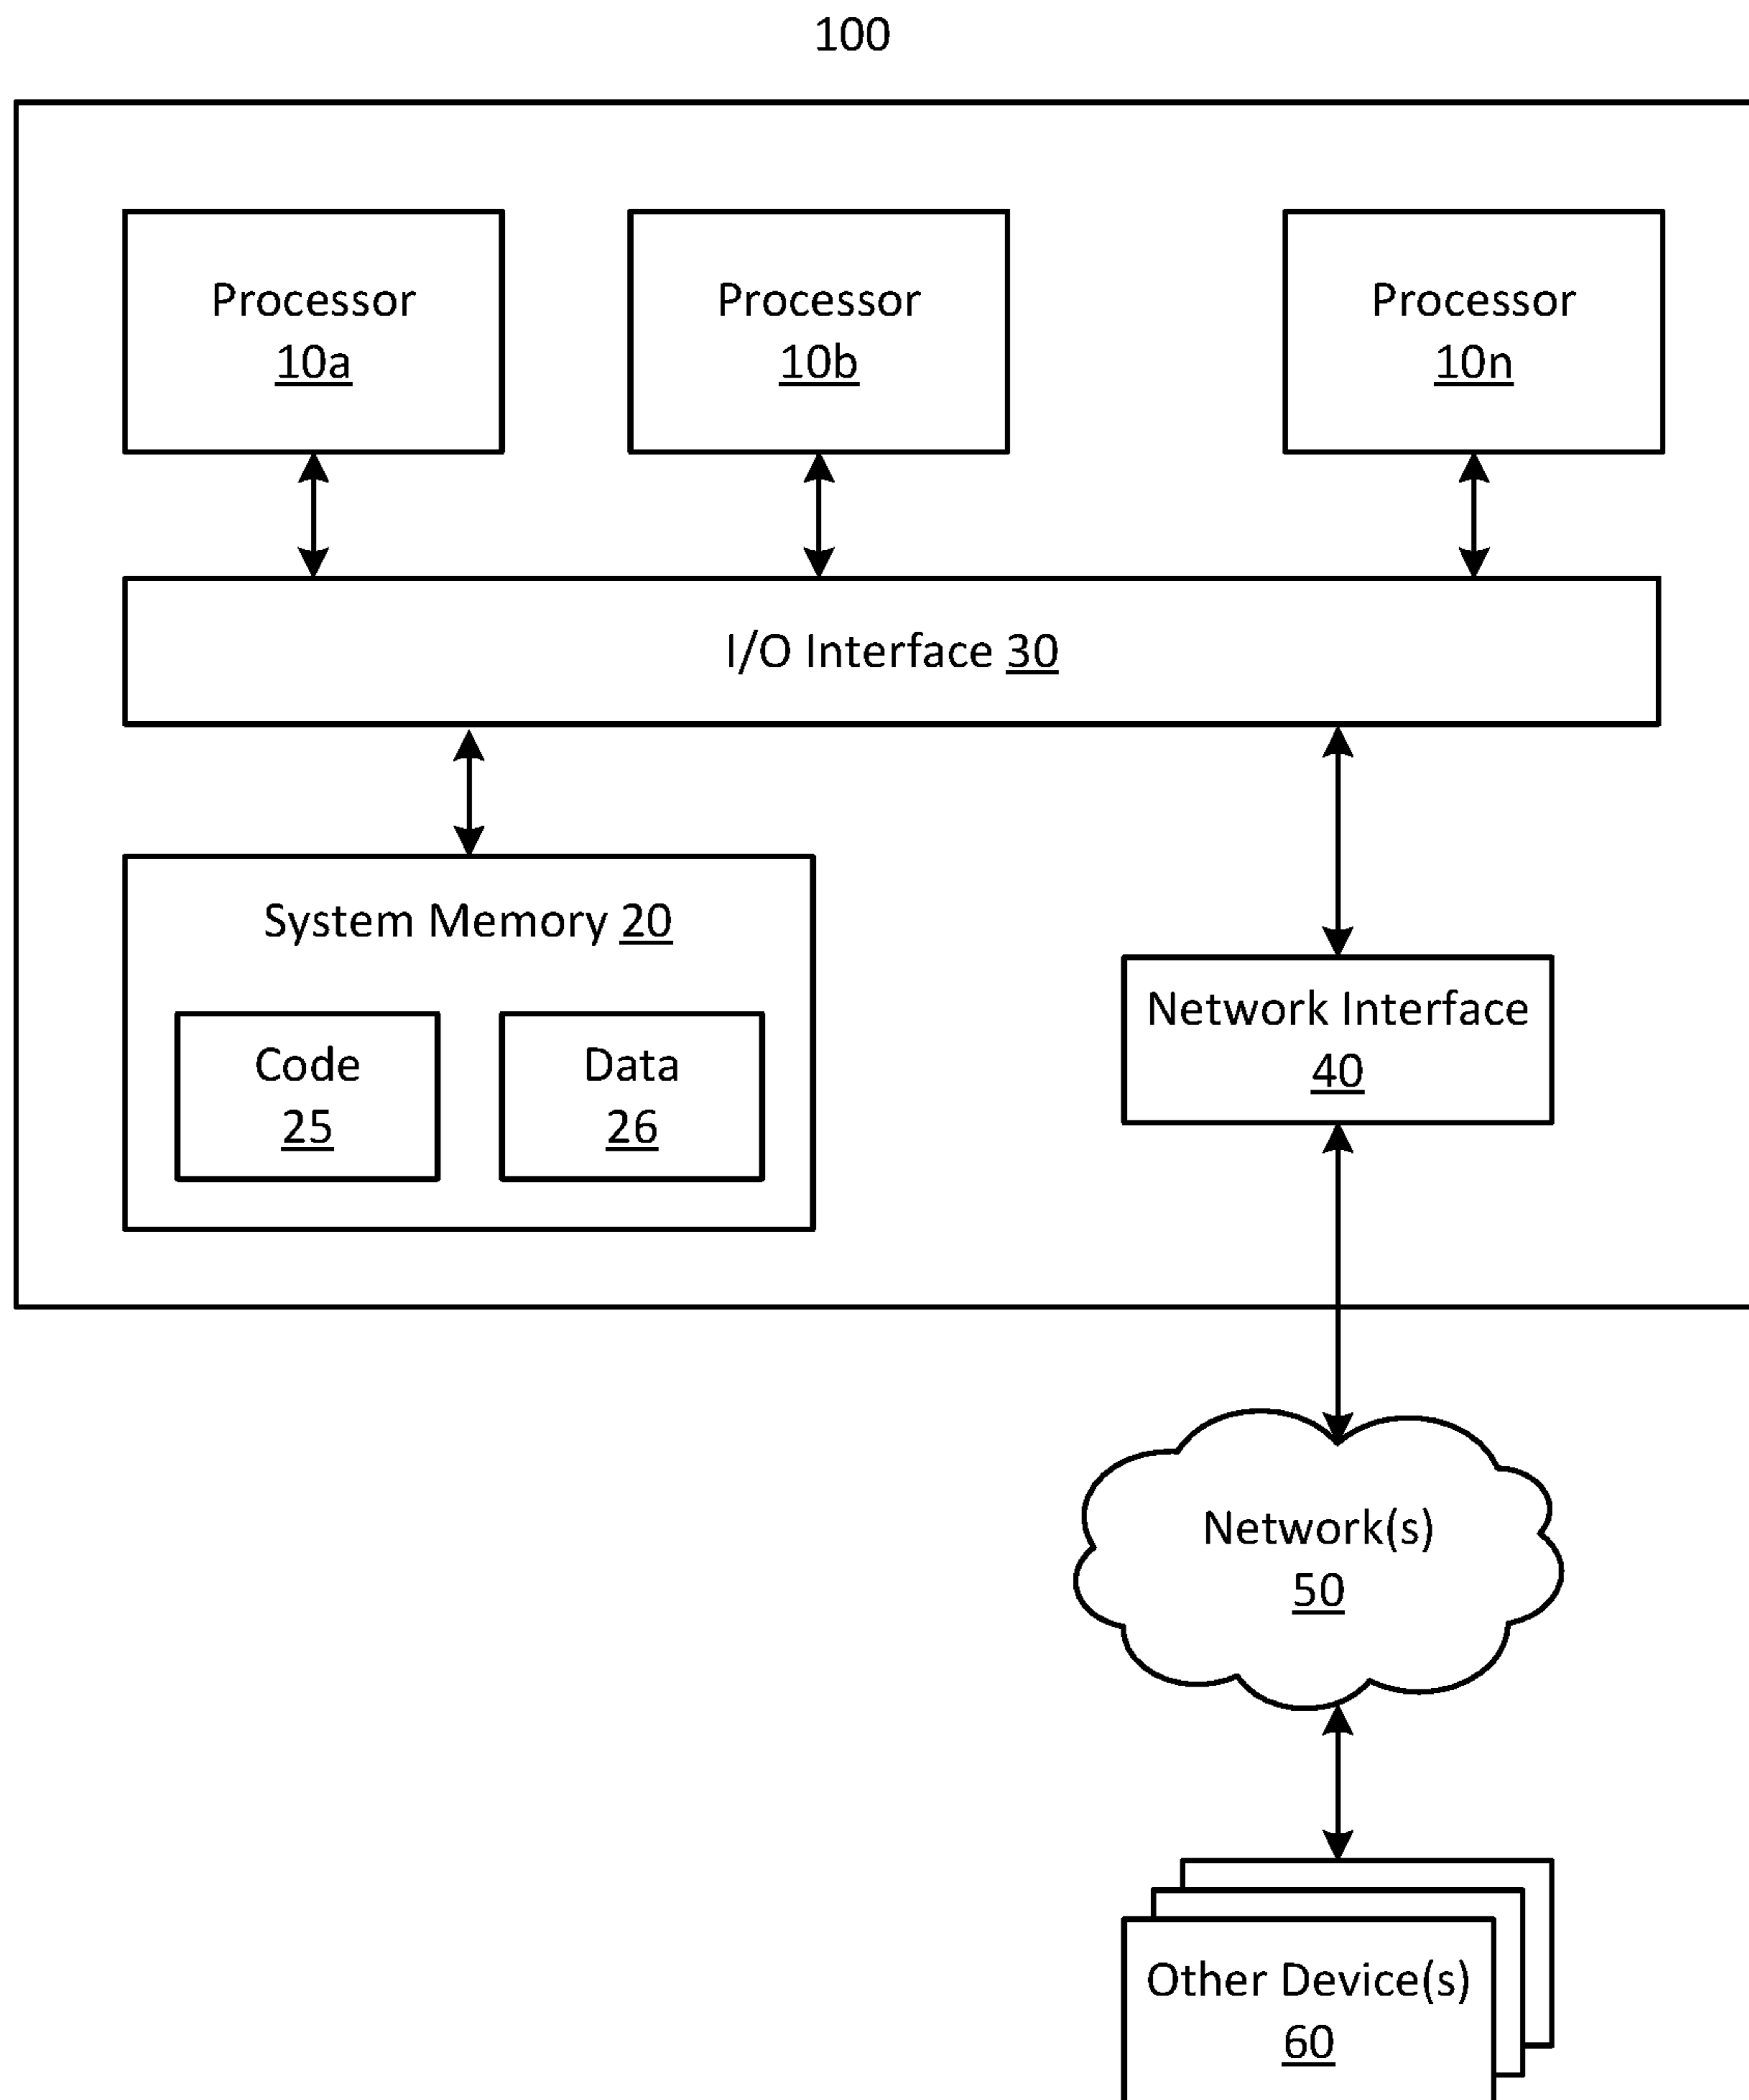 100
Processor
10a
Processor
10b
Processor
10n
I/O Interface 30
System Memory 20
Code
25
Data
26
Network Interface
40
Network(s)
50
Other Device(s)
60